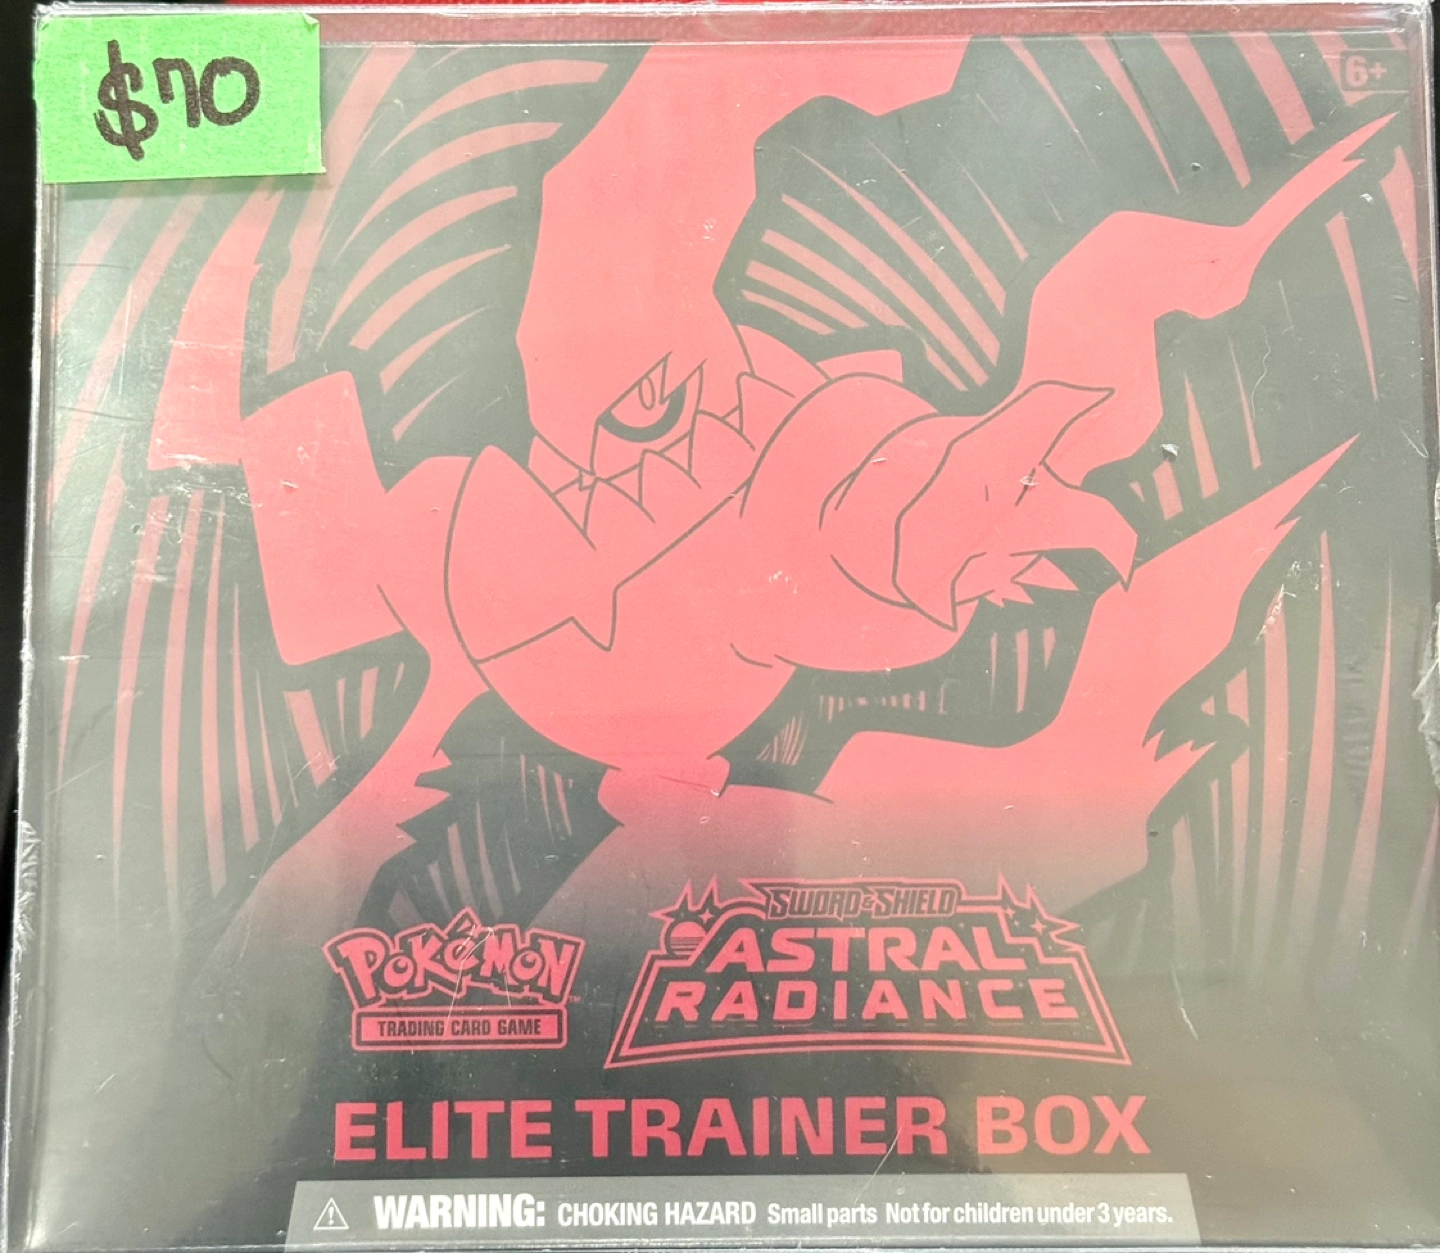 $70
6+
SWORD & SHIELD
ASTRAL
RADIANCE
POKéMON
TM
TRADING CARD GAME
ELITE TRAINER BOX
WARNING: CHOKING HAZARD Small parts Not for children under 3 years.